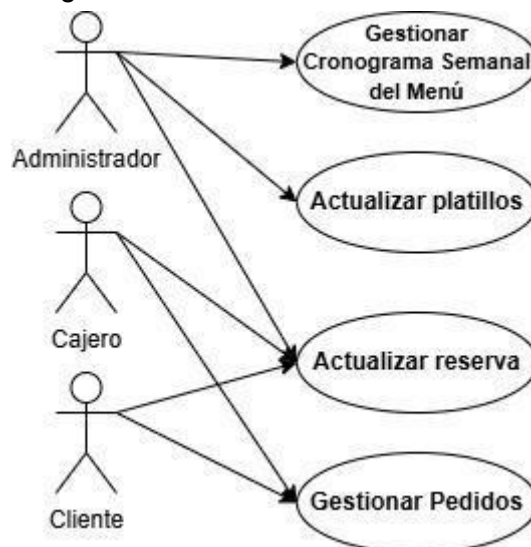 Gestionar
Cronograma Semanal
del Menú
Administrador
Actualizar platillos
Cajero
Actualizar reserva
Cliente
Gestionar Pedidos